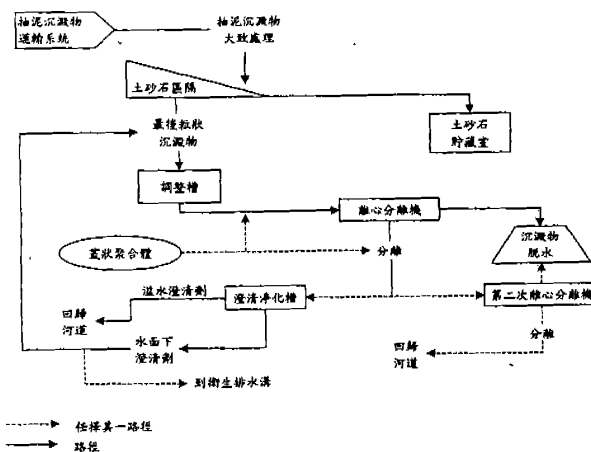 抽泥沉澱物
運輸系統
抽泥沉澱物
大致處理
土砂石區隔
最後粒狀
沉澱物
土砂石
貯藏室
調整槽
離心分離機
蓋狀聚合體
分離
沉澱物
脫水
溢水澄清劑
澄清淨化槽
第二次離心分離機
回歸
河道
水面下
澄清劑
分離
回歸
河道
到衛生排水溝
任擇其一路徑
路徑